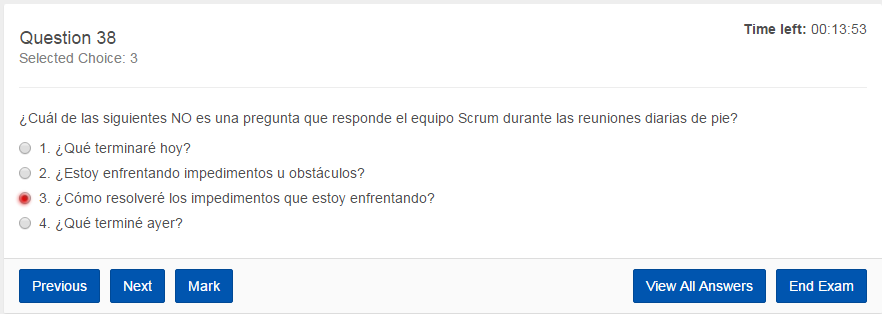 Question 38
Time left: 00:13:53
Selected Choice: 3
¿Cuál de las siguientes NO es una pregunta que responde el equipo Scrum durante las reuniones diarias de pie?
1. ¿Qué terminaré hoy?
2. ¿Estoy enfrentando impedimentos u obstáculos?
3. ¿Cómo resolveré los impedimentos que estoy enfrentando?
4. ¿Qué terminé ayer?
Previous Next Mark View All Answers End Exam